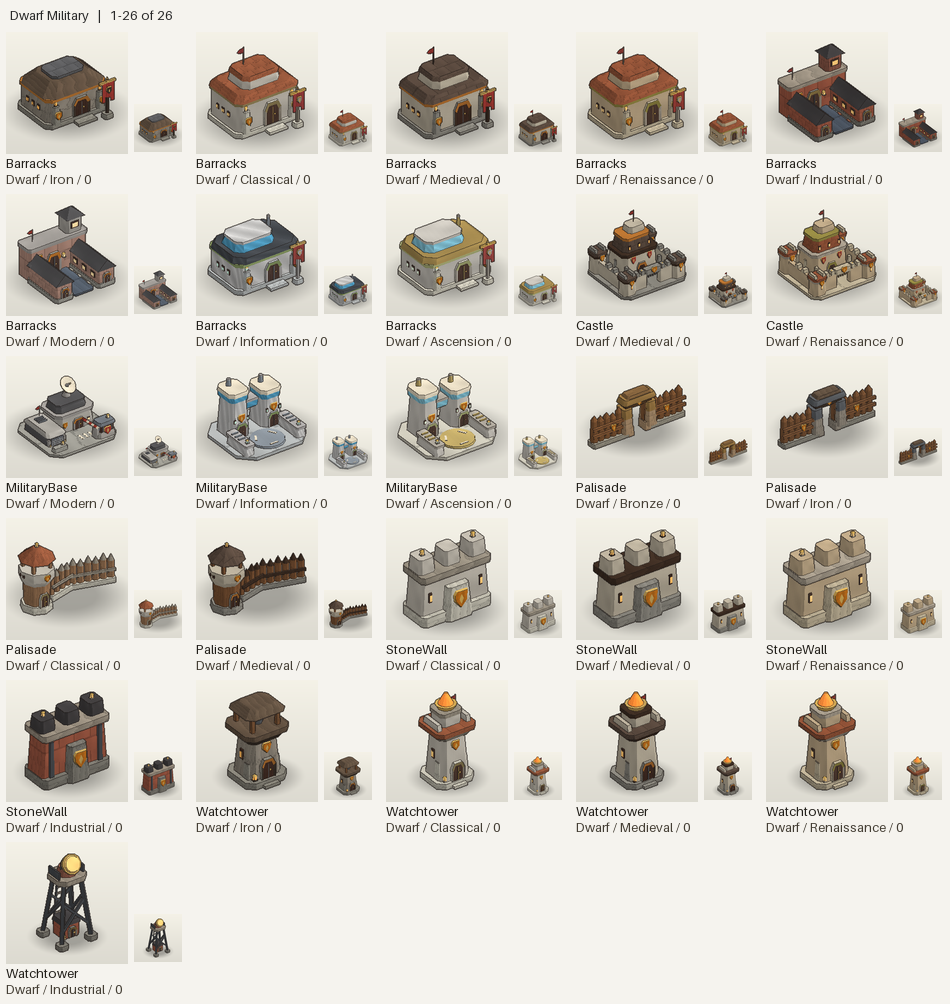 Dwarf Military | 1-26 of 26
Barracks
Dwarf / Iron / 0
Barracks
Dwarf / Classical / 0
Barracks
Dwarf / Medieval / 0
Barracks
Dwarf / Renaissance / 0
Barracks
Dwarf / Industrial / 0
Barracks
Dwarf / Modern / 0
Barracks
Dwarf / Information / 0
Barracks
Dwarf / Ascension / 0
Castle
Dwarf / Medieval / 0
Castle
Dwarf / Renaissance / 0
MilitaryBase
Dwarf / Modern / 0
MilitaryBase
Dwarf / Information / 0
MilitaryBase
Dwarf / Ascension / 0
Palisade
Dwarf / Bronze / 0
Palisade
Dwarf / Iron / 0
Palisade
Dwarf / Classical / 0
Palisade
Dwarf / Medieval / 0
StoneWall
Dwarf / Classical / 0
StoneWall
Dwarf / Medieval / 0
StoneWall
Dwarf / Renaissance / 0
StoneWall
Dwarf / Industrial / 0
Watchtower
Dwarf / Iron / 0
Watchtower
Dwarf / Classical / 0
Watchtower
Dwarf / Medieval / 0
Watchtower
Dwarf / Renaissance / 0
Watchtower
Dwarf / Industrial / 0